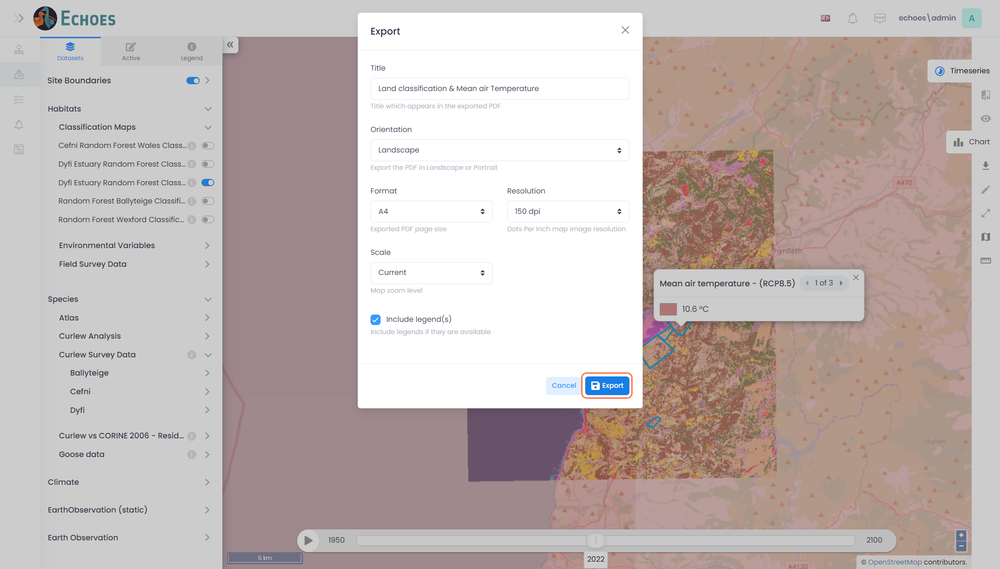 ECHOES
echoes\admin
A
Datasets
Active
Legend
Site Boundaries
Habitats
Classification Maps
Cefni Random Forest Wales Class...
Dyfi Estuary Random Forest Class...
Dyfi Estuary Random Forest Class...
Random Forest Ballyteige Classifi...
Random Forest Wexford Classific...
Environmental Variables
Field Survey Data
Species
Atlas
Curlew Analysis
Curlew Survey Data
Ballyteige
Cefni
Dyfi
Curlew vs CORINE 2006 - Resid...
Goose data
Climate
EarthObservation (static)
Earth Observation
Export
Title
Land classification & Mean air Temperature
Title which appears in the exported PDF
Orientation
Landscape
Export the PDF in Landscape or Portrait
Format
Resolution
A4
150 dpi
Exported PDF page size
Dots Per Inch map image resolution
Scale
Current
Map zoom level
Include legend(s)
Include legends if they are available
Cancel
Export
Timeseries
Chart
A470
hynlleth
Mean air temperature - (RCP8.5)
1 of 3
10.6 °C
Hafren
1950
2100
2022
5 km
+
−
A4120
© OpenStreetMap contributors.